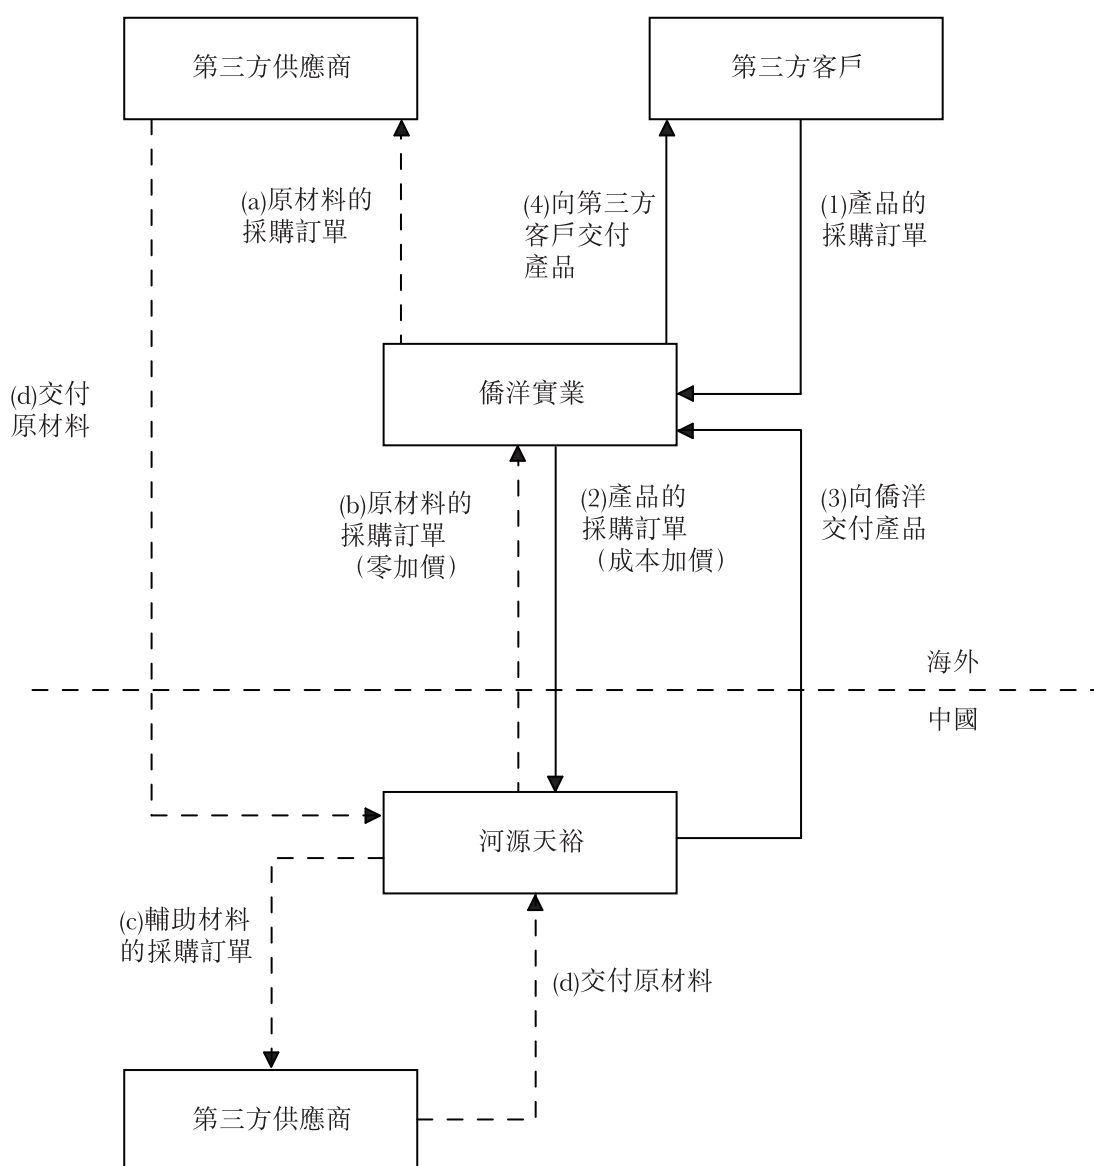 第三方供應商
第三方客戶
(a)原材料的
採購訂單
(4)向第三方
客戶交付
產品
(1)產品的
採購訂單
(d)交付
原材料
僑洋實業
(b)原材料的
採購訂單
（零加價）
(2)產品的
採購訂單
（成本加價）
(3)向僑洋
交付產品
海外
中國
河源天裕
(c)輔助材料
的採購訂單
(d)交付原材料
第三方供應商